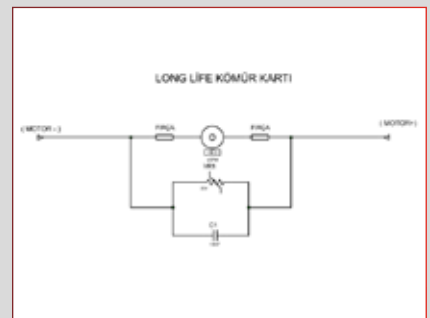 LONG LİFE KÖMÜR KARTI
( MOTOR - )
FIRÇA
FIRÇA
( MOTOR+)
C1